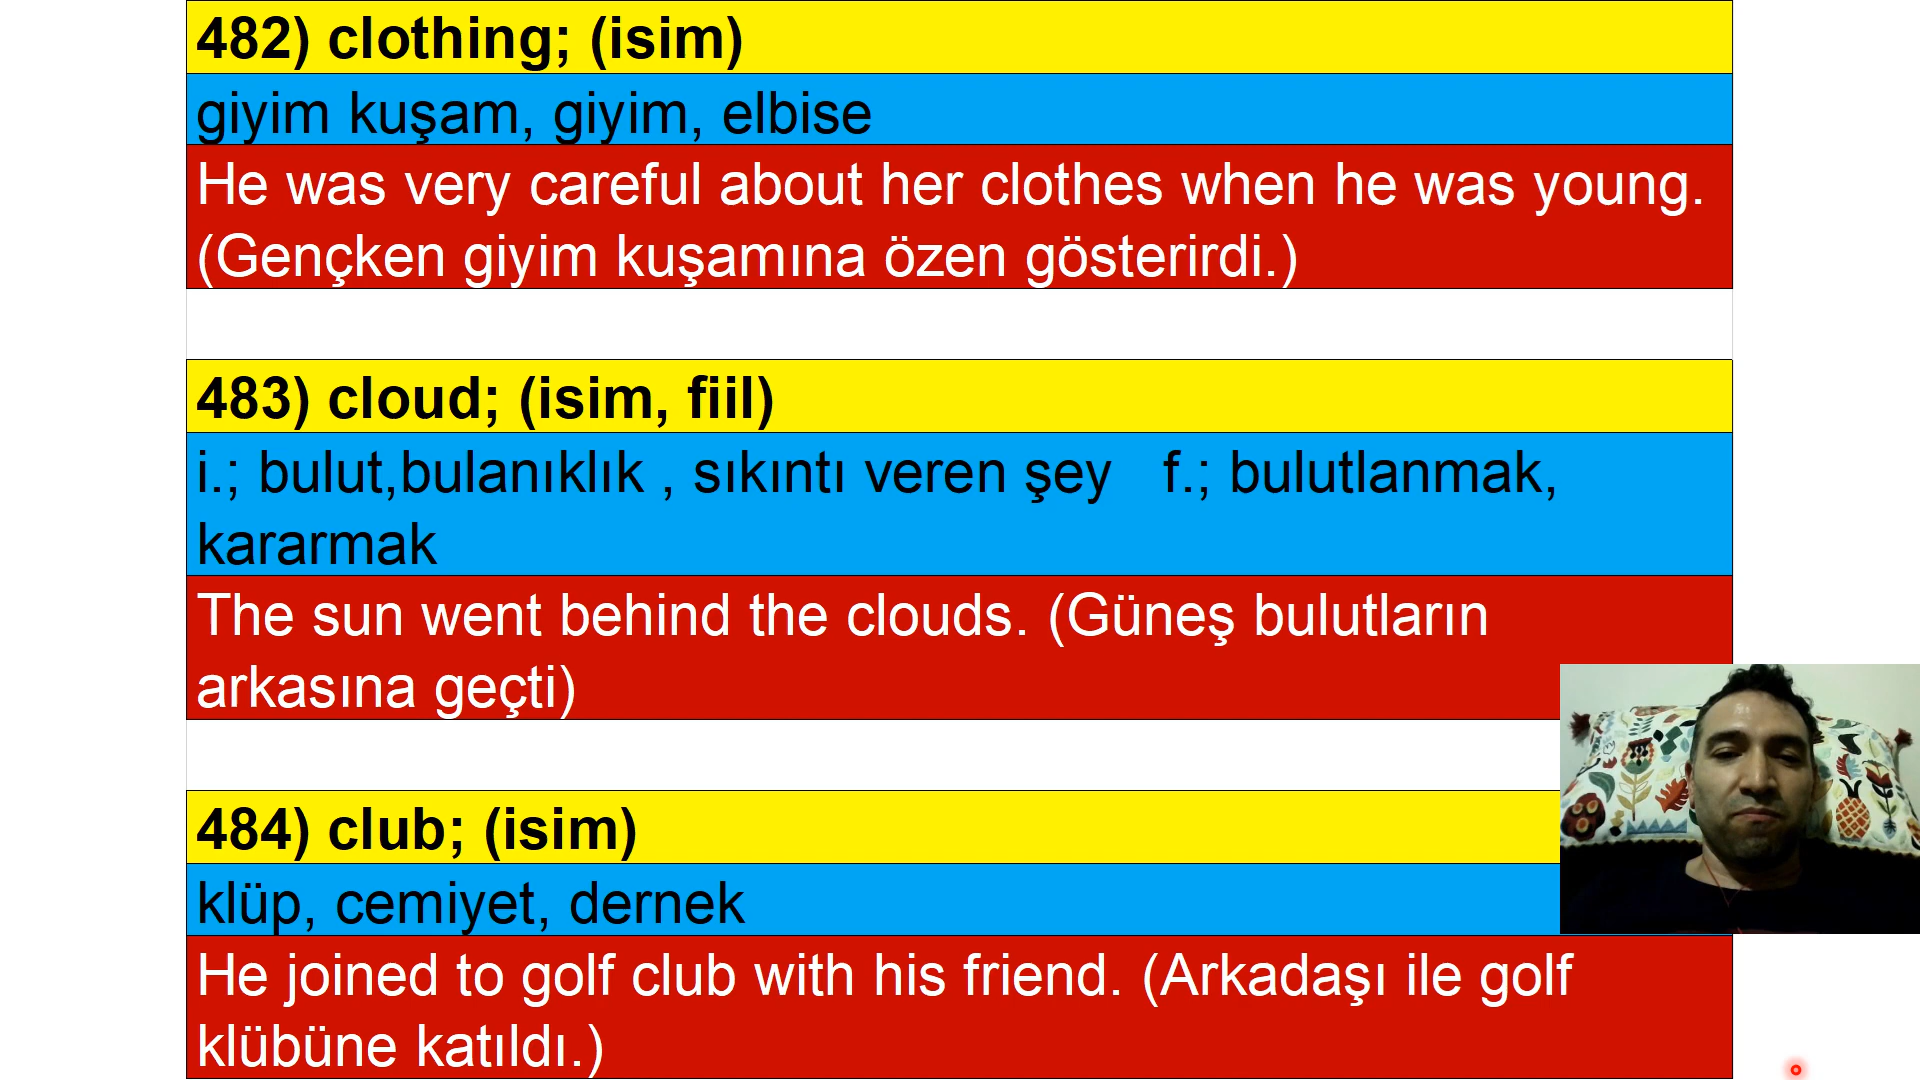 482) clothing; (isim)
giyim kuşam, giyim, elbise
He was very careful about her clothes when he was young.
(Gençken giyim kuşamına özen gösterirdi.)
483) cloud; (isim, fiil)
i.; bulut,bulanıklık , sıkıntı veren şey f.; bulutlanmak,
kararmak
The sun went behind the clouds. (Güneş bulutların
arkasına geçti)
484) club; (isim)
klüp, cemiyet, dernek
He joined to golf club with his friend. (Arkadaşı ile golf
klübüne katıldı.)